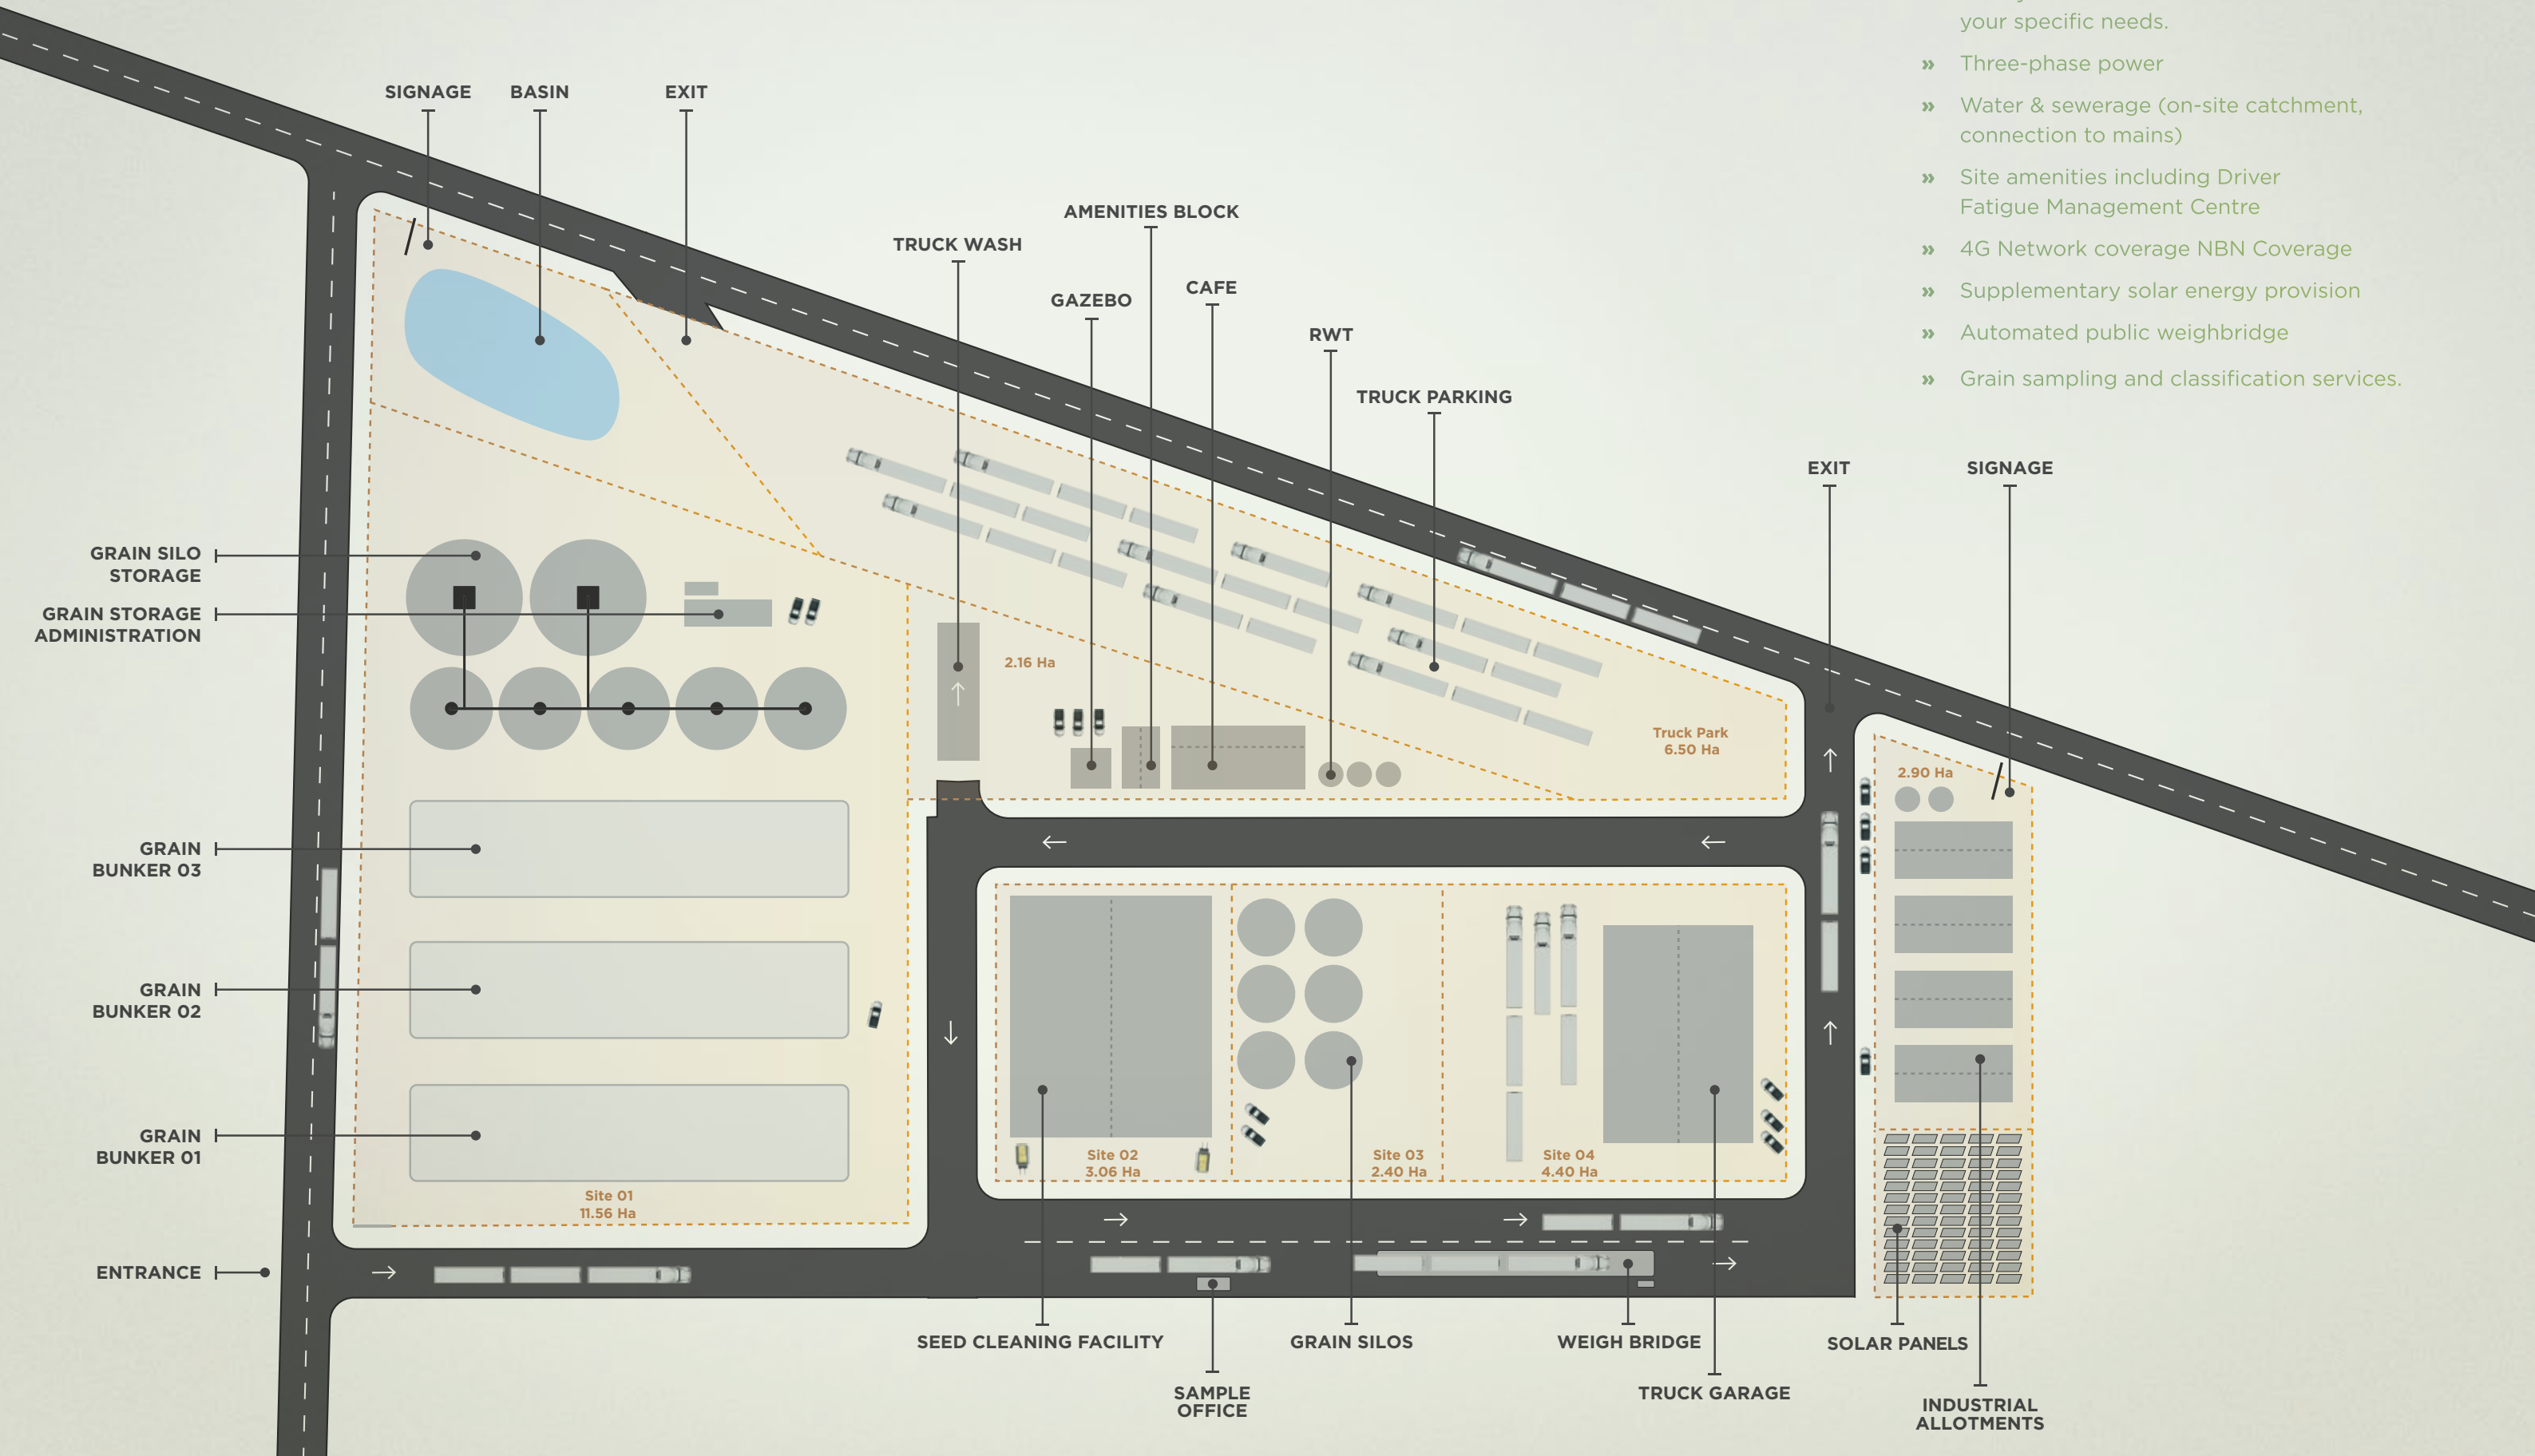 your specific needs.
» Three-phase power
» Water & sewerage (on-site catchment,
connection to mains)
» Site amenities including Driver
Fatigue Management Centre
» 4G Network coverage NBN Coverage
» Supplementary solar energy provision
» Automated public weighbridge
» Grain sampling and classification services.
SIGNAGE
BASIN
EXIT
AMENITIES BLOCK
TRUCK WASH
GAZEBO
CAFE
RWT
TRUCK PARKING
EXIT
SIGNAGE
GRAIN SILO
STORAGE
GRAIN STORAGE
ADMINISTRATION
2.16 Ha
Truck Park
6.50 Ha
2.90 Ha
GRAIN
BUNKER 03
GRAIN
BUNKER 02
GRAIN
BUNKER 01
Site 01
11.56 Ha
Site 02
3.06 Ha
Site 03
2.40 Ha
Site 04
4.40 Ha
ENTRANCE
SEED CLEANING FACILITY
GRAIN SILOS
WEIGH BRIDGE
SOLAR PANELS
SAMPLE
OFFICE
TRUCK GARAGE
INDUSTRIAL
ALLOTMENTS